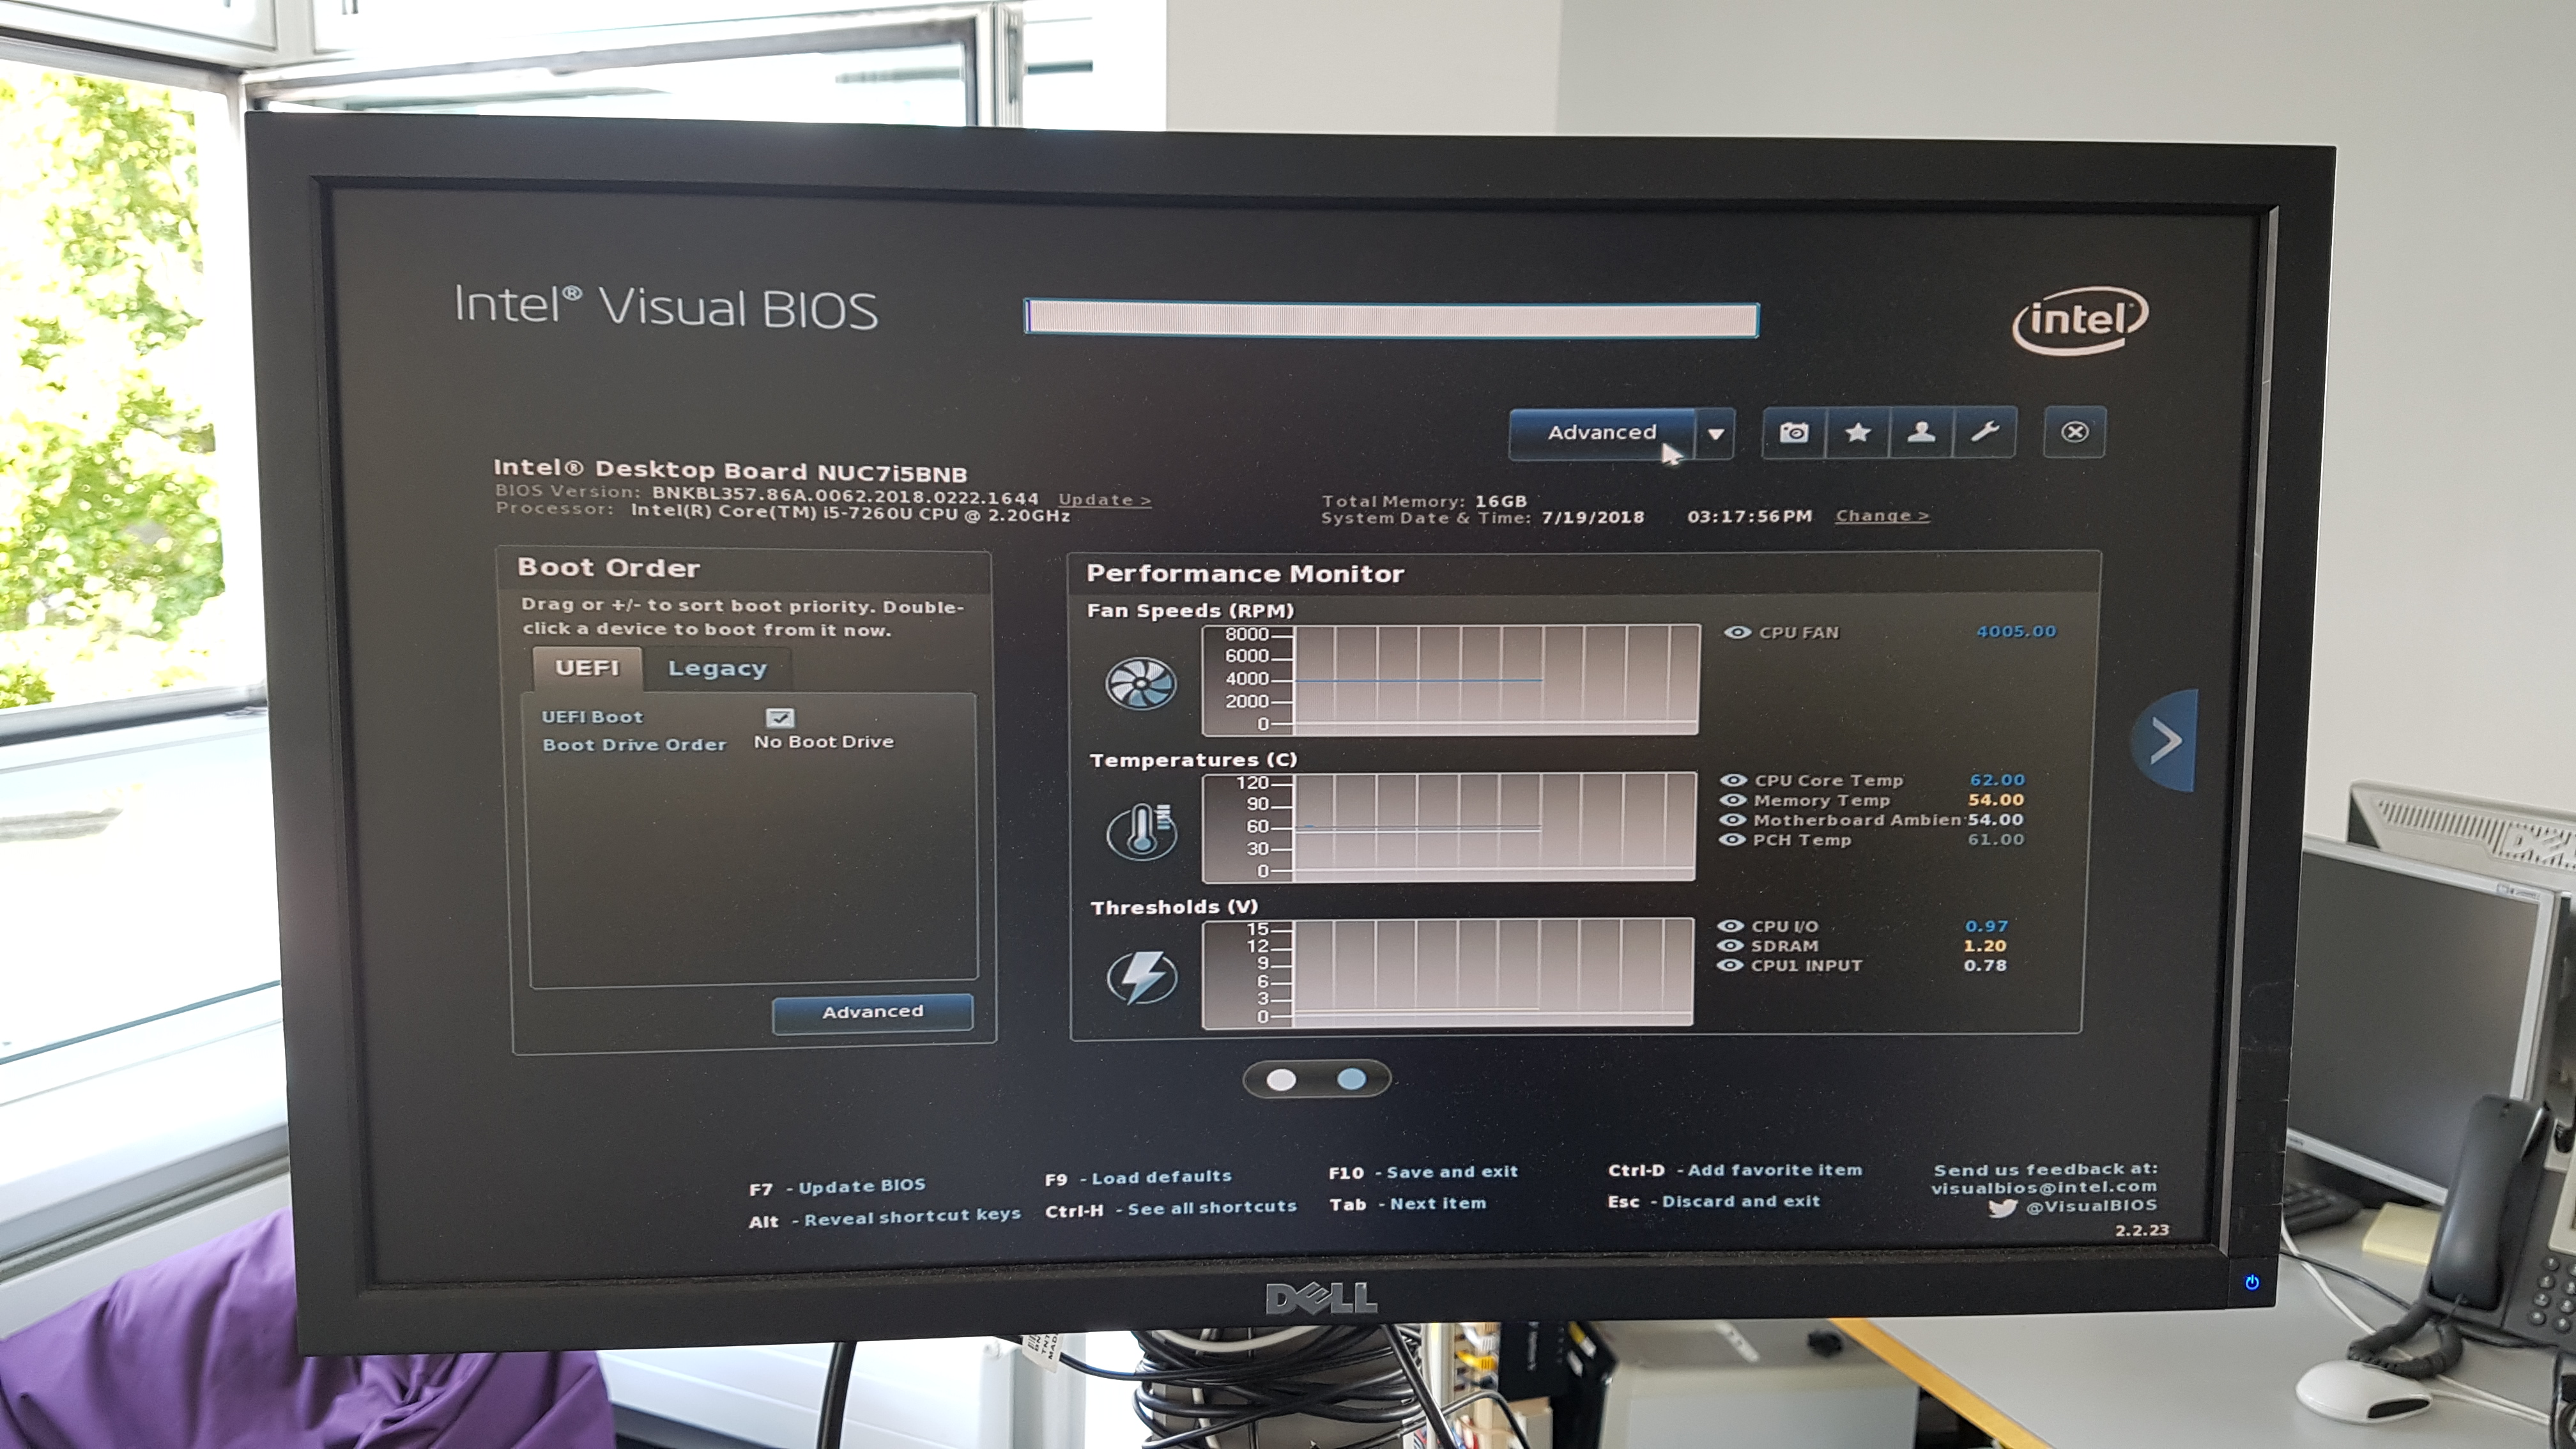 Intel® Visual BIOS
intel
Advanced
Intel® Desktop Board NUC7i5BNB
BIOS Version: BNKBL357.86A.0062.2018.0222.1644 Update >
Processor: Intel(R) Core(TM) i5-7260U CPU @ 2.20GHz
Total Memory: 16GB
System Date & Time: 7/19/2018 03:17:56PM Change >
Boot Order
Drag or +/- to sort boot priority. Double-
click a device to boot from it now.
UEFI Legacy
UEFI Boot
Boot Drive Order No Boot Drive
Advanced
Performance Monitor
Fan Speeds (RPM)
8000
6000
4000
2000
0
CPU FAN 4005.00
Temperatures (C)
120
90
60
30
0
CPU Core Temp 62.00
Memory Temp 54.00
Motherboard Ambien 54.00
PCH Temp 61.00
Thresholds (V)
15
12
9
6
3
0
CPU I/O 0.97
SDRAM 1.20
CPU1 INPUT 0.78
F7 - Update BIOS
F9 - Load defaults
F10 - Save and exit
Ctrl-D - Add favorite item
Alt - Reveal shortcut keys
Ctrl-H - See all shortcuts
Tab - Next item
Esc - Discard and exit
Send us feedback at:
visualbios@intel.com
@VisualBIOS
2.2.23
DELL